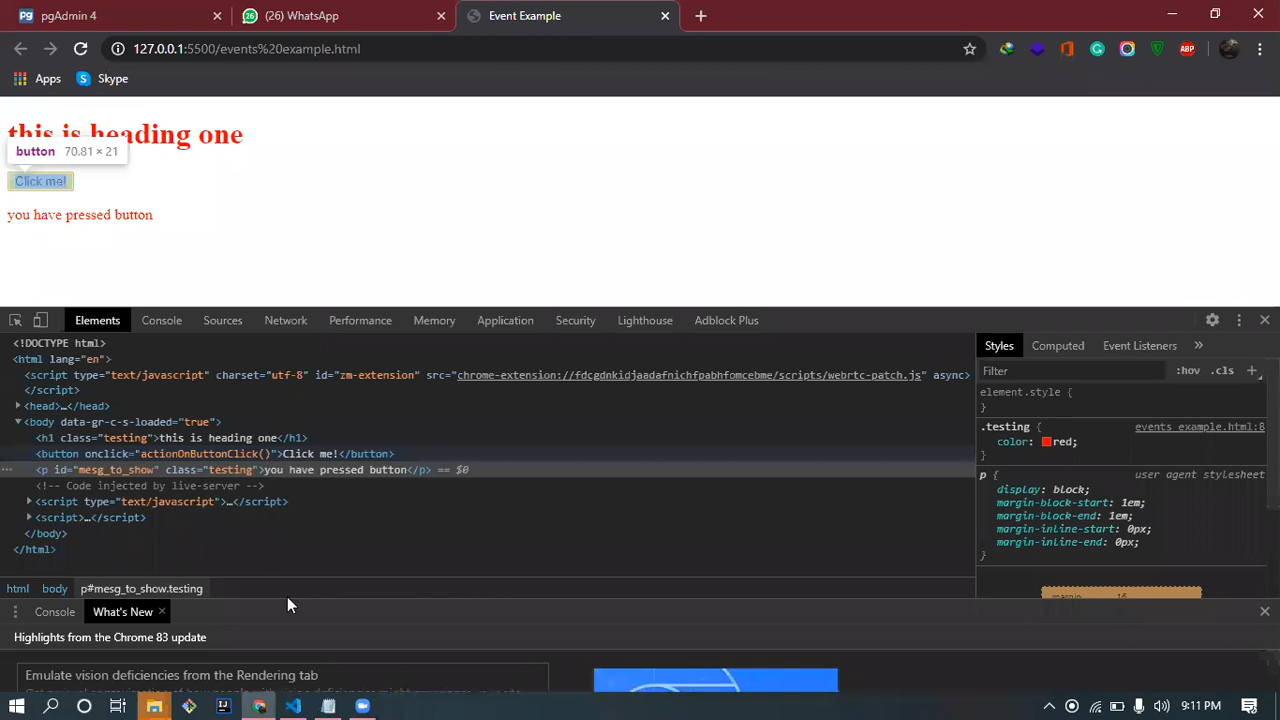 pgAdmin 4
(26) WhatsApp
Event Example
127.0.0.1:5500/events%20example.html
ABP
Apps
Skype
this is heading one
button 70.81 × 21
Click me!
you have pressed button
Elements Console Sources Network Performance Memory Application Security Lighthouse Adblock Plus
<!DOCTYPE html>
<html lang="en">
<script type="text/javascript" charset="utf-8" id="zm-extension" src="chrome-extension://fdcgdnkidjaadafnichfpabhfomcebme/scripts/webrtc-patch.js" async>
</script>
<head>…</head>
<body data-gr-c-s-loaded="true">
<h1 class="testing">this is heading one</h1>
<button onclick="actionOnButtonClick()">Click me!</button>
<p id="mesg_to_show" class="testing">you have pressed button</p> == $0
<!-- Code injected by live-server -->
<script type="text/javascript">…</script>
<script>…</script>
</body>
</html>
html body p#mesg_to_show.testing
Styles Computed Event Listeners »
Filter :hov .cls +
element.style {
}
.testing { events example.html:8
color: red;
}
p { user agent stylesheet
display: block;
margin-block-start: 1em;
margin-block-end: 1em;
margin-inline-start: 0px;
margin-inline-end: 0px;
}
margin 16
Console What's New ×
Highlights from the Chrome 83 update
Emulate vision deficiencies from the Rendering tab
9:11 PM